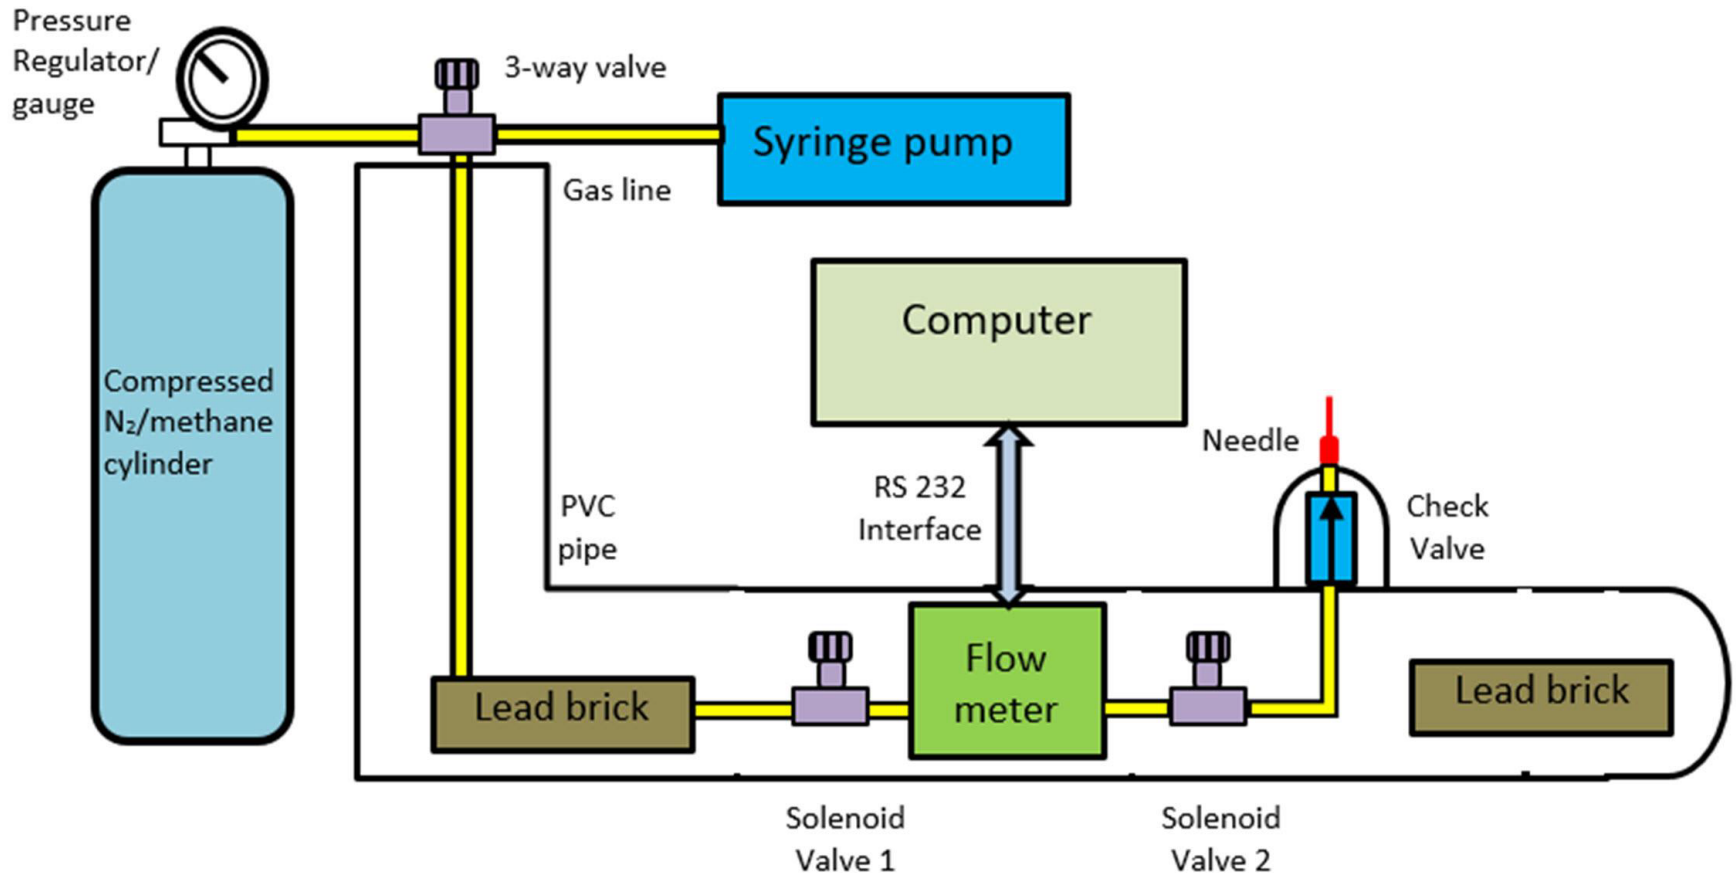 Pressure
Regulator/
gauge
3-way valve
Syringe pump
Gas line
Computer
Compressed
N₂/methane
cylinder
Needle
RS 232
Interface
PVC
pipe
Check
Valve
Flow
meter
Lead brick
Lead brick
Solenoid
Valve 1
Solenoid
Valve 2